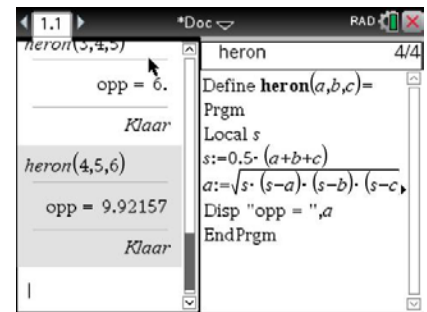 1.1 *Doc RAD
heron(3,4,5)
opp = 6.
Klaar
heron(4,5,6)
opp = 9.92157
Klaar
heron 4/4
Define heron(a,b,c)=
Prgm
Local s
s:=0.5· (a+b+c)
a:=√s· (s−a)· (s−b)· (s−c
Disp "opp = ",a
EndPrgm